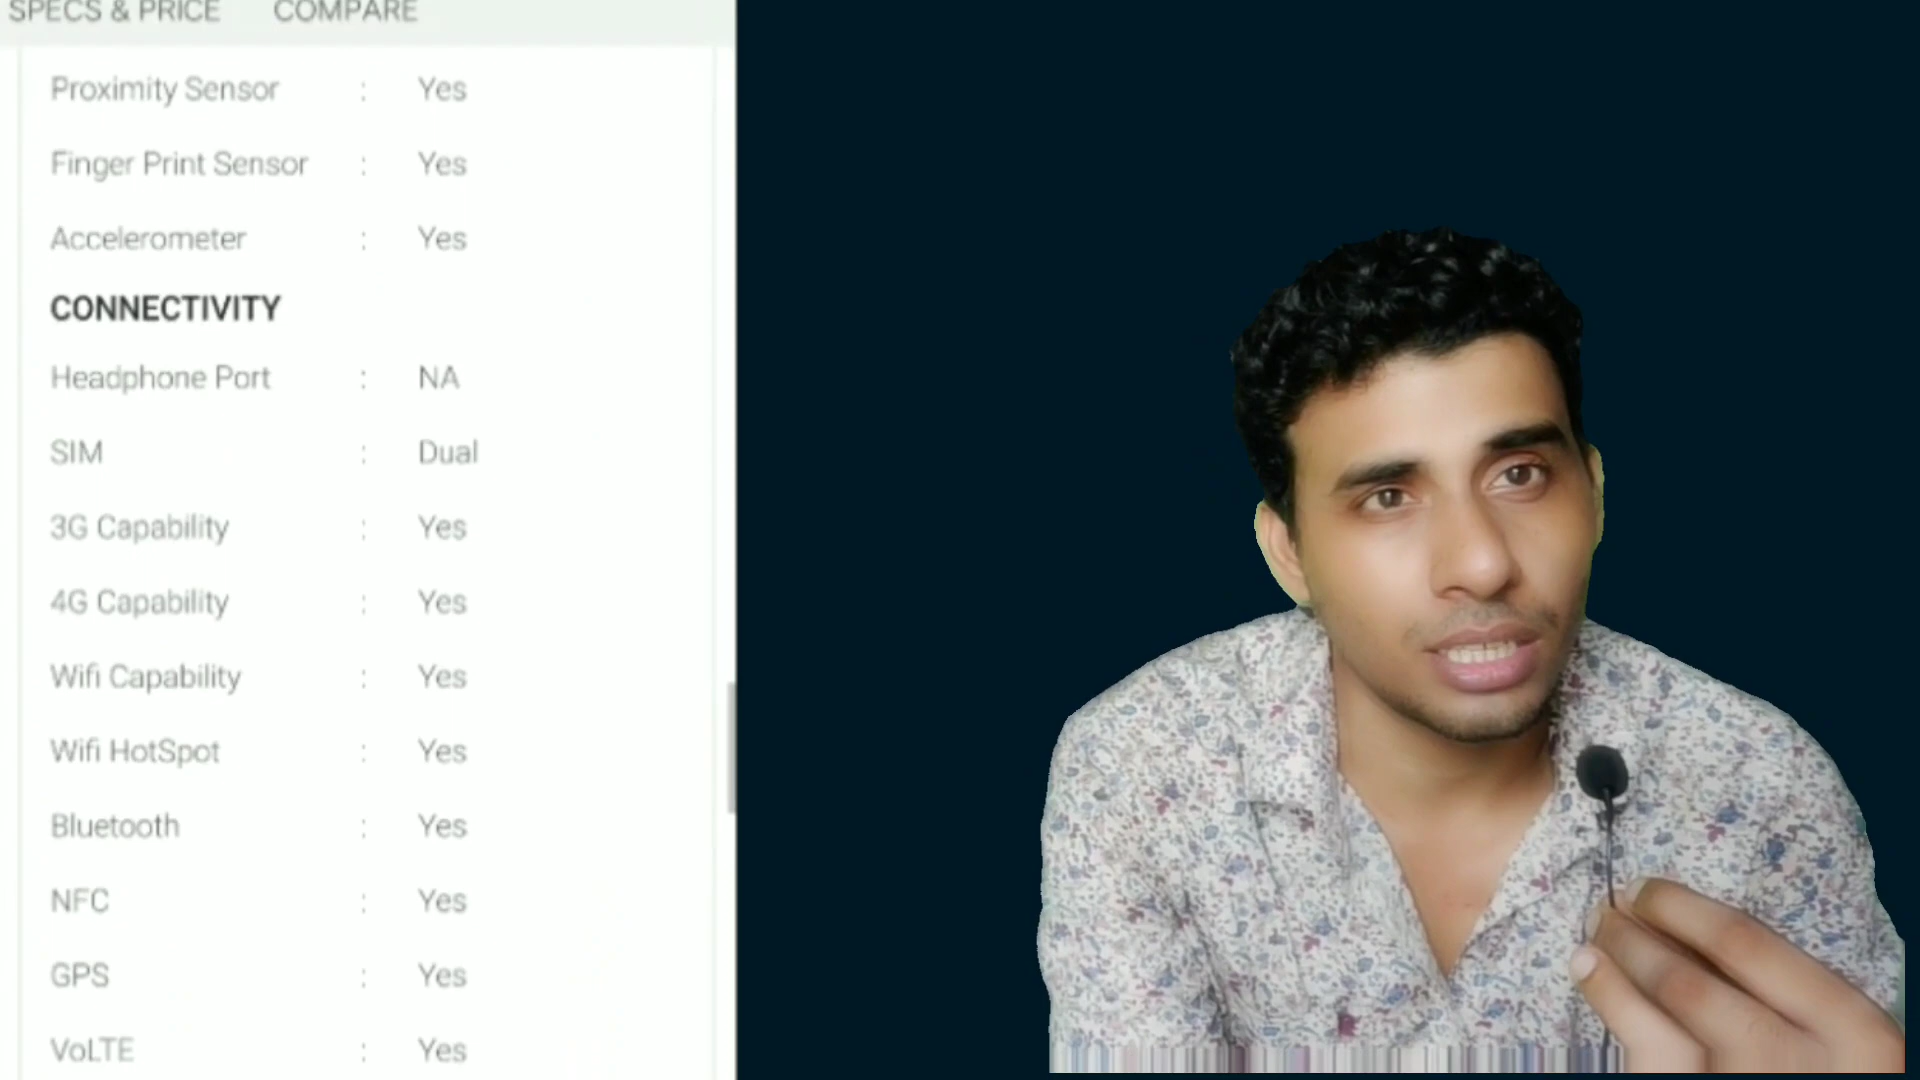 SPECS & PRICE COMPARE
Proximity Sensor : Yes
Finger Print Sensor : Yes
Accelerometer : Yes
CONNECTIVITY
Headphone Port : NA
SIM : Dual
3G Capability : Yes
4G Capability : Yes
Wifi Capability : Yes
Wifi HotSpot : Yes
Bluetooth : Yes
NFC : Yes
GPS : Yes
VoLTE : Yes